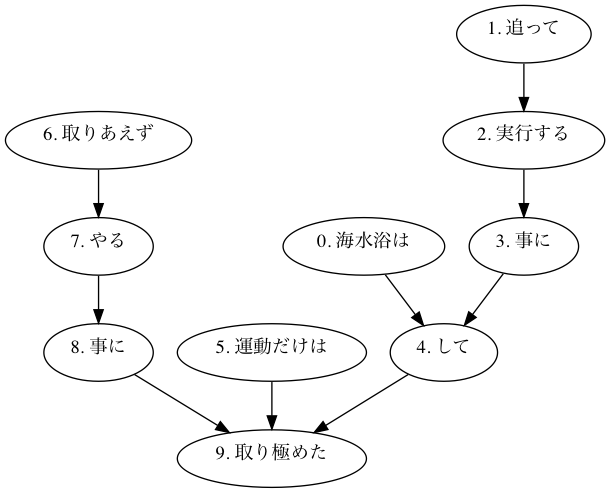 1. 追って
6. 取りあえず
2. 実行する
7. やる
0. 海水浴は
3. 事に
8. 事に
5. 運動だけは
4. して
9. 取り極めた